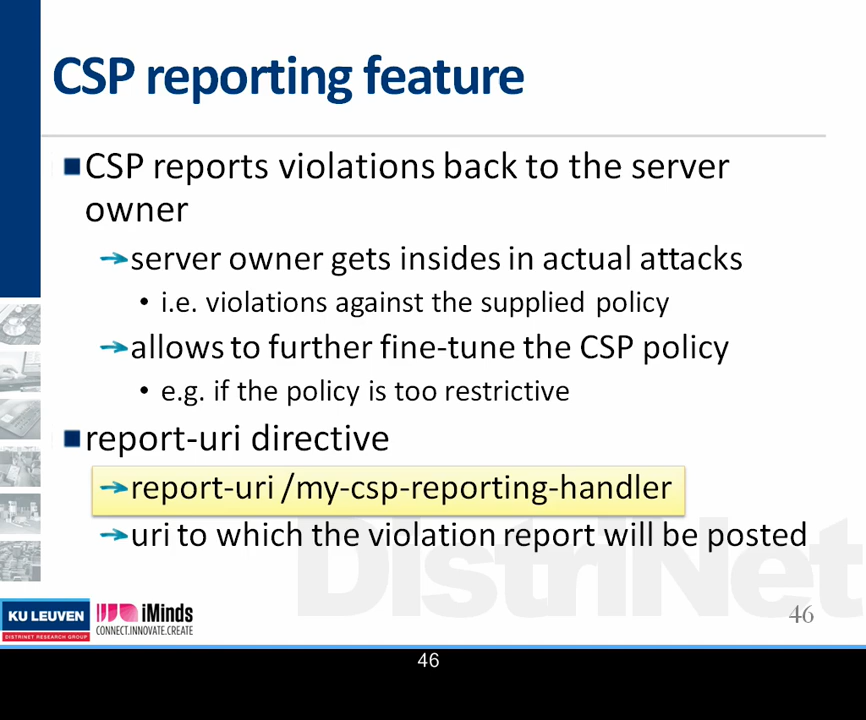 CSP reporting feature
CSP reports violations back to the server
owner
server owner gets insides in actual attacks
• i.e. violations against the supplied policy
allows to further fine-tune the CSP policy
• e.g. if the policy is too restrictive
report-uri directive
report-uri /my-csp-reporting-handler
uri to which the violation report will be posted
DistriNet
KU LEUVEN
DISTRINET RESEARCH GROUP
iMinds
CONNECT.INNOVATE.CREATE
46
46